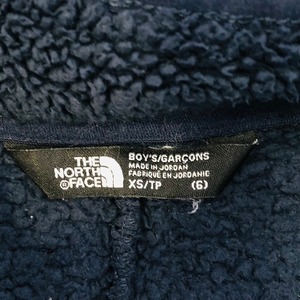 THE
NORTH
FACE
BOY'S/GARÇONS
MADE IN JORDAN
FABRIQUÉ EN JORDANIE
XS/TP (6)